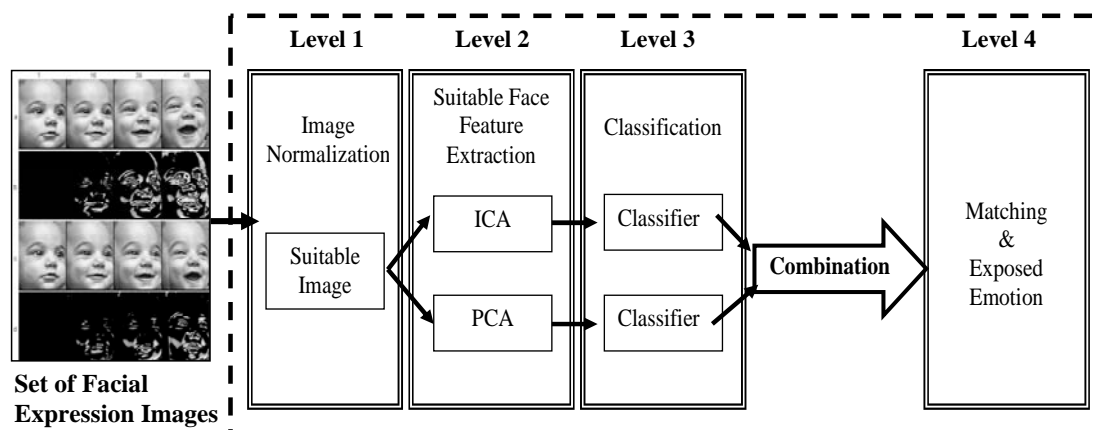 Level 1
Level 2
Level 3
Level 4
Set of Facial
Expression Images
Image
Normalization
Suitable
Image
Suitable Face
Feature
Extraction
ICA
PCA
Classification
Classifier
Classifier
Combination
Matching
&
Exposed
Emotion